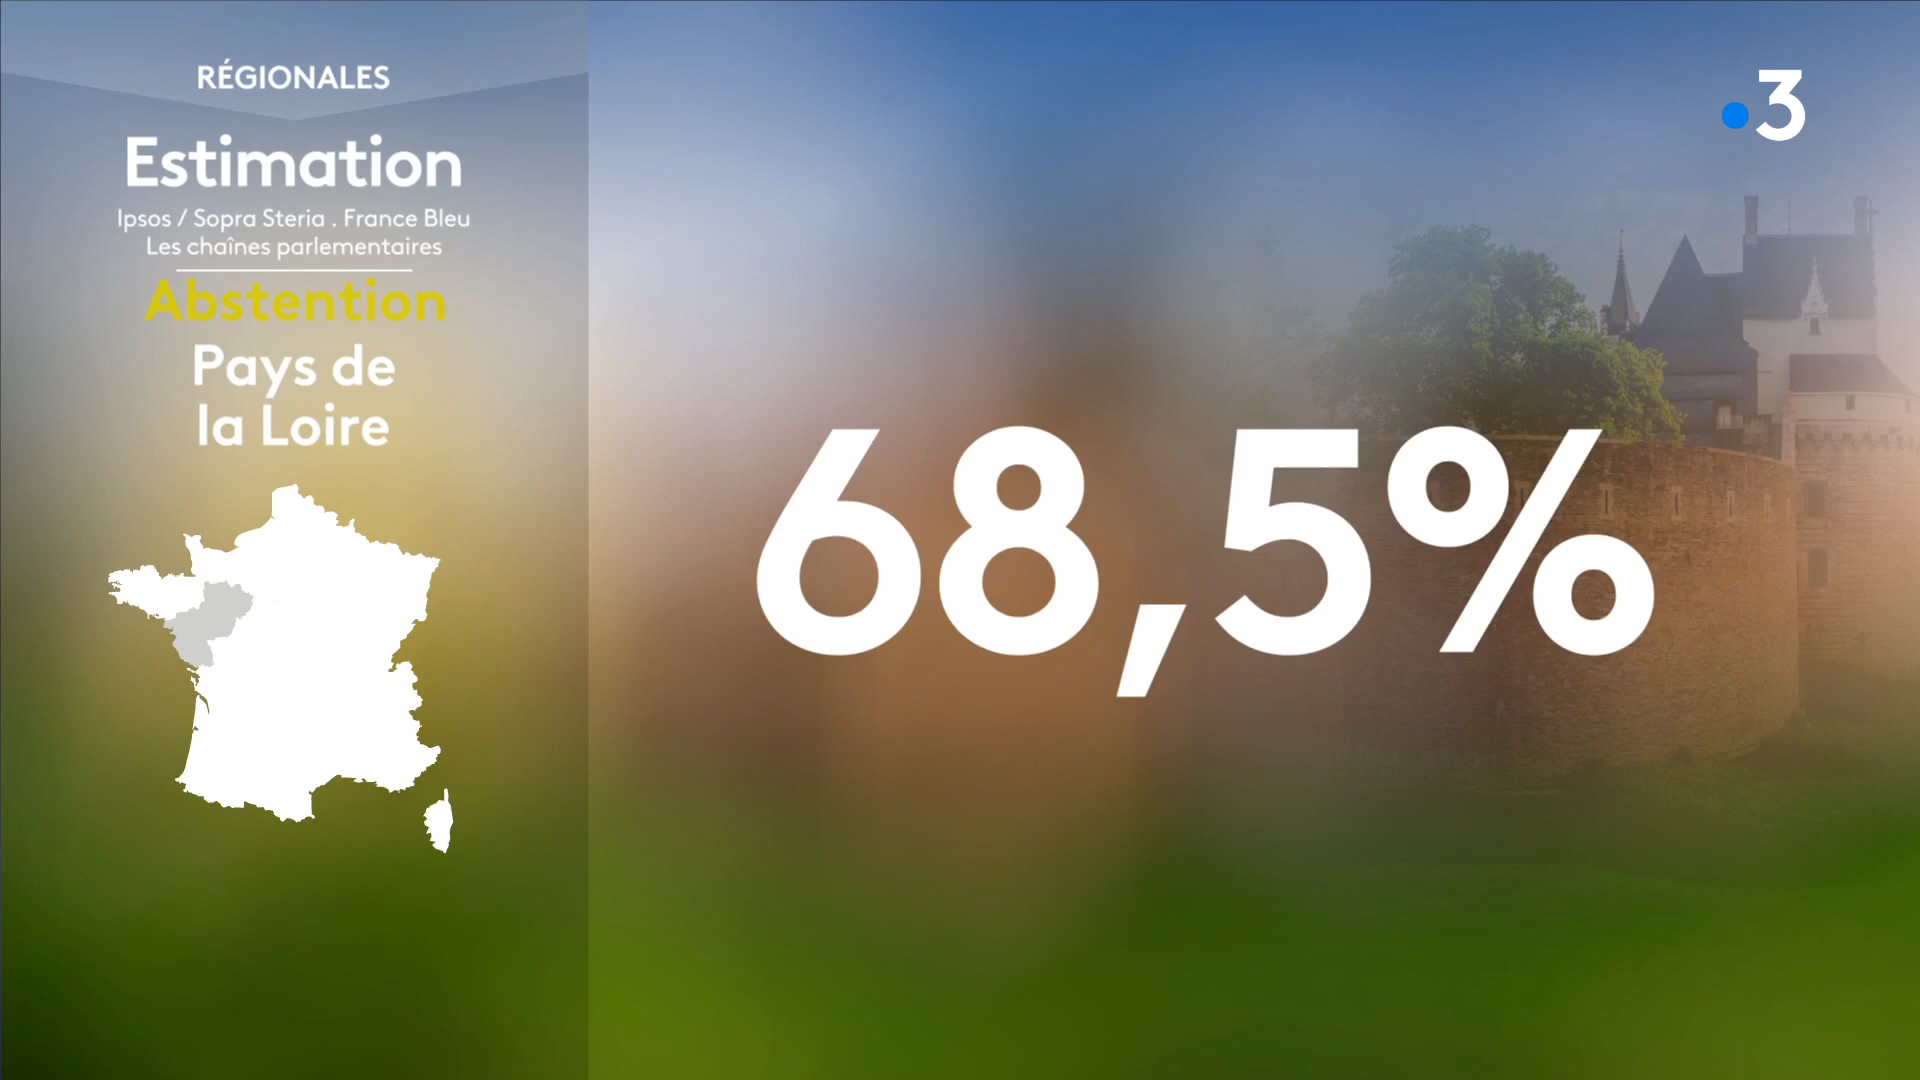 RÉGIONALES
Estimation
Ipsos / Sopra Steria . France Bleu
Les chaînes parlementaires
Abstention
Pays de
la Loire
68,5%
3